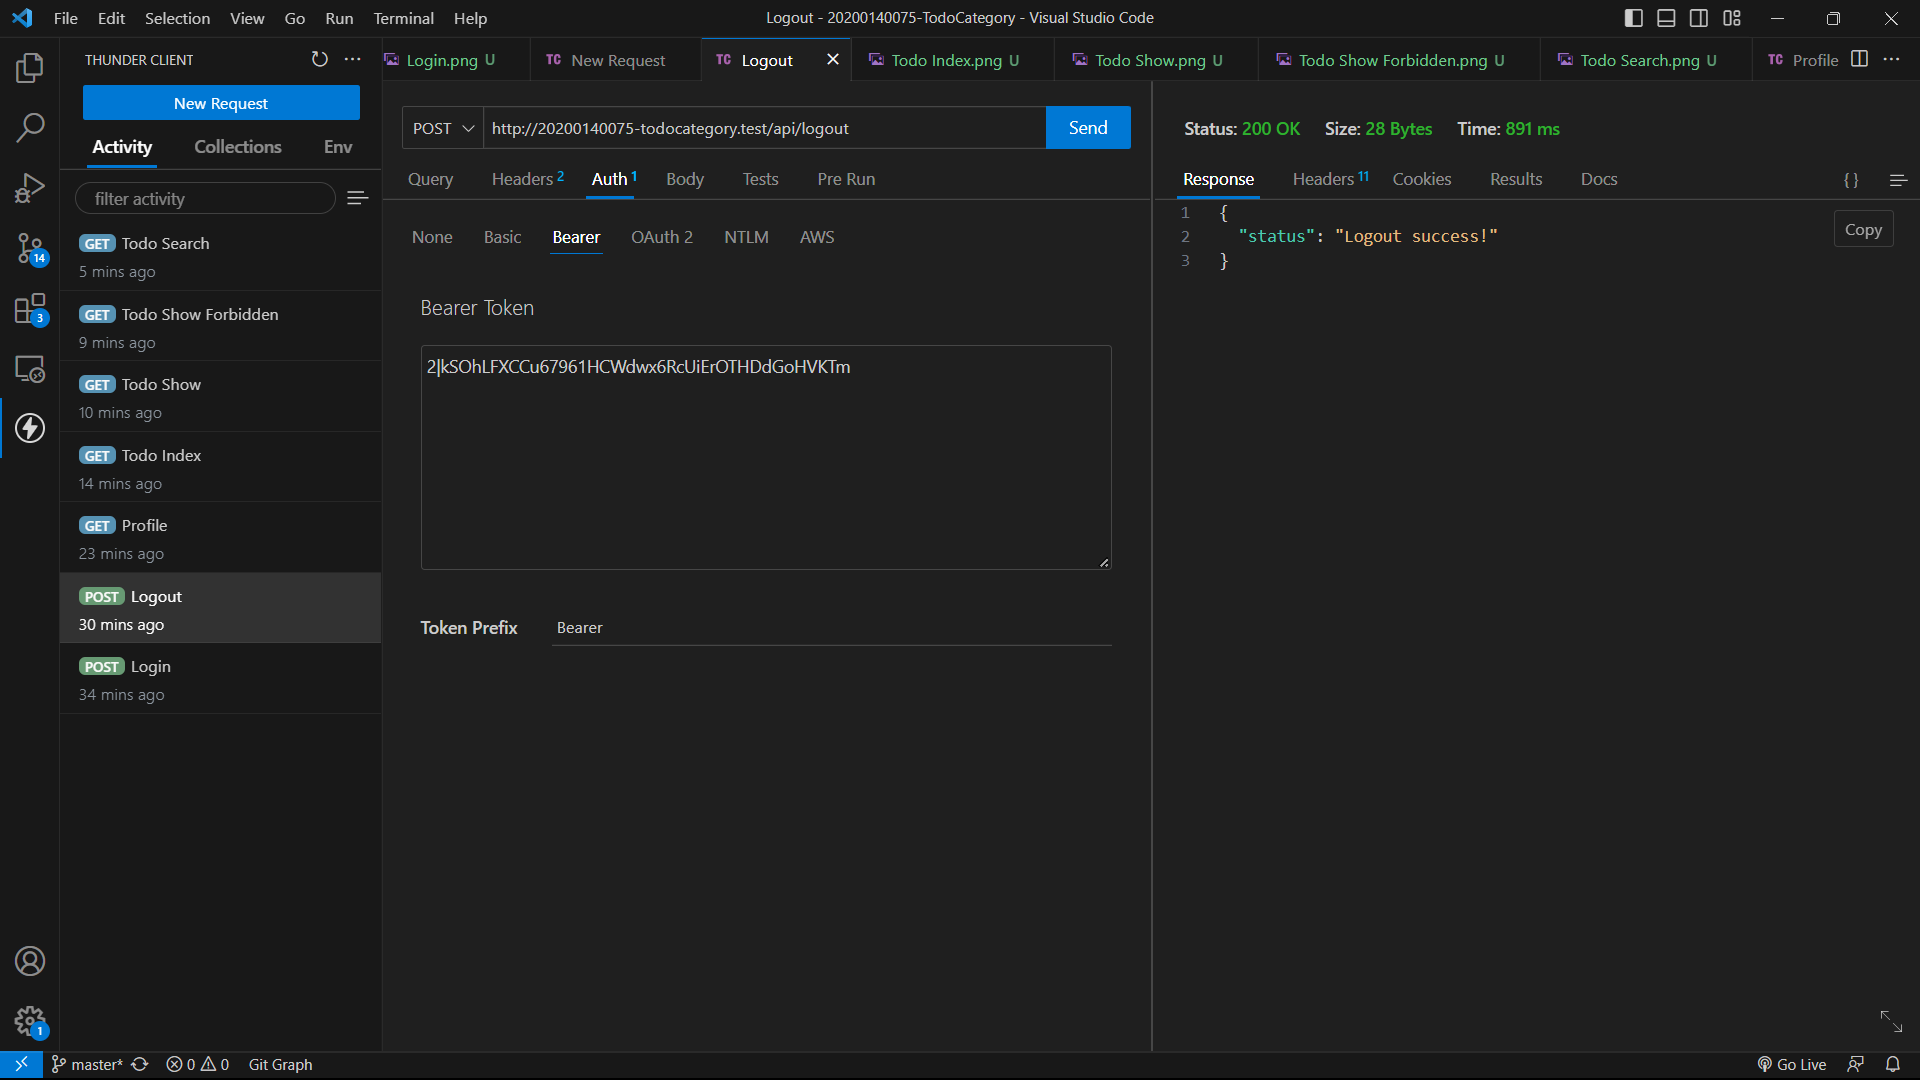 File Edit Selection View Go Run Terminal Help
Logout - 20200140075-TodoCategory - Visual Studio Code
THUNDER CLIENT
Login.png U
TC New Request
TC Logout
Todo Index.png U
Todo Show.png U
Todo Show Forbidden.png U
Todo Search.png U
TC Profile
New Request
Activity Collections Env
filter activity
GET Todo Search
5 mins ago
GET Todo Show Forbidden
9 mins ago
GET Todo Show
10 mins ago
GET Todo Index
14 mins ago
GET Profile
23 mins ago
POST Logout
30 mins ago
POST Login
34 mins ago
14
3
1
POST http://20200140075-todocategory.test/api/logout Send
Query Headers 2 Auth 1 Body Tests Pre Run
None Basic Bearer OAuth 2 NTLM AWS
Bearer Token
2|kSOhLFXCCu67961HCWdwx6RcUiErOTHDdGoHVKTm
Token Prefix Bearer
Status: 200 OK Size: 28 Bytes Time: 891 ms
Response Headers 11 Cookies Results Docs { }
1 {
2 "status": "Logout success!"
3 }
Copy
master* 0 0 Git Graph Go Live